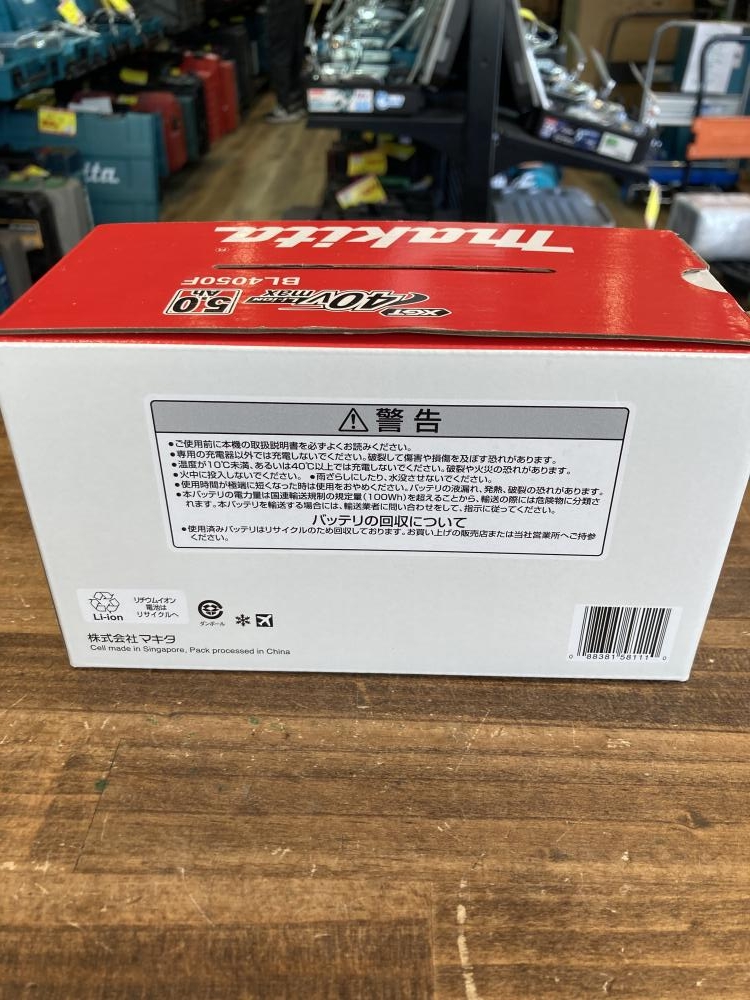 makita
BL4050F
XGT 40Vmax Li-ion 5.0 Ah
警告
●ご使用前に本機の取扱説明書を必ずよくお読みください。
●専用の充電器以外では充電しないでください。破裂して傷害や損傷を及ぼす恐れがあります。
●温度が10℃未満、あるいは40℃以上では充電しないでください。破裂や火災の恐れがあります。
●火中に投入しないでください。 ●雨ざらしにしたり、水没させないでください。
●使用時間が極端に短くなった時は使用をおやめください。バッテリの液漏れ、発熱、破裂の恐れがあります。
●本バッテリの電力量は国連輸送規制の規定量(100Wh)を超えることから、輸送の際には危険物に分類さ
れます。本バッテリを輸送する場合には、輸送業者に問い合わせをして、指示に従ってください。
バッテリの回収について
●使用済みバッテリはリサイクルのため回収しております。お買い上げの販売店または当社営業所へご持参
ください。
Li-ion
リチウムイオン
電池は
リサイクルへ
ダンボール
株式会社マキタ
Cell made in Singapore, Pack processed in China
0 88381 58111 0